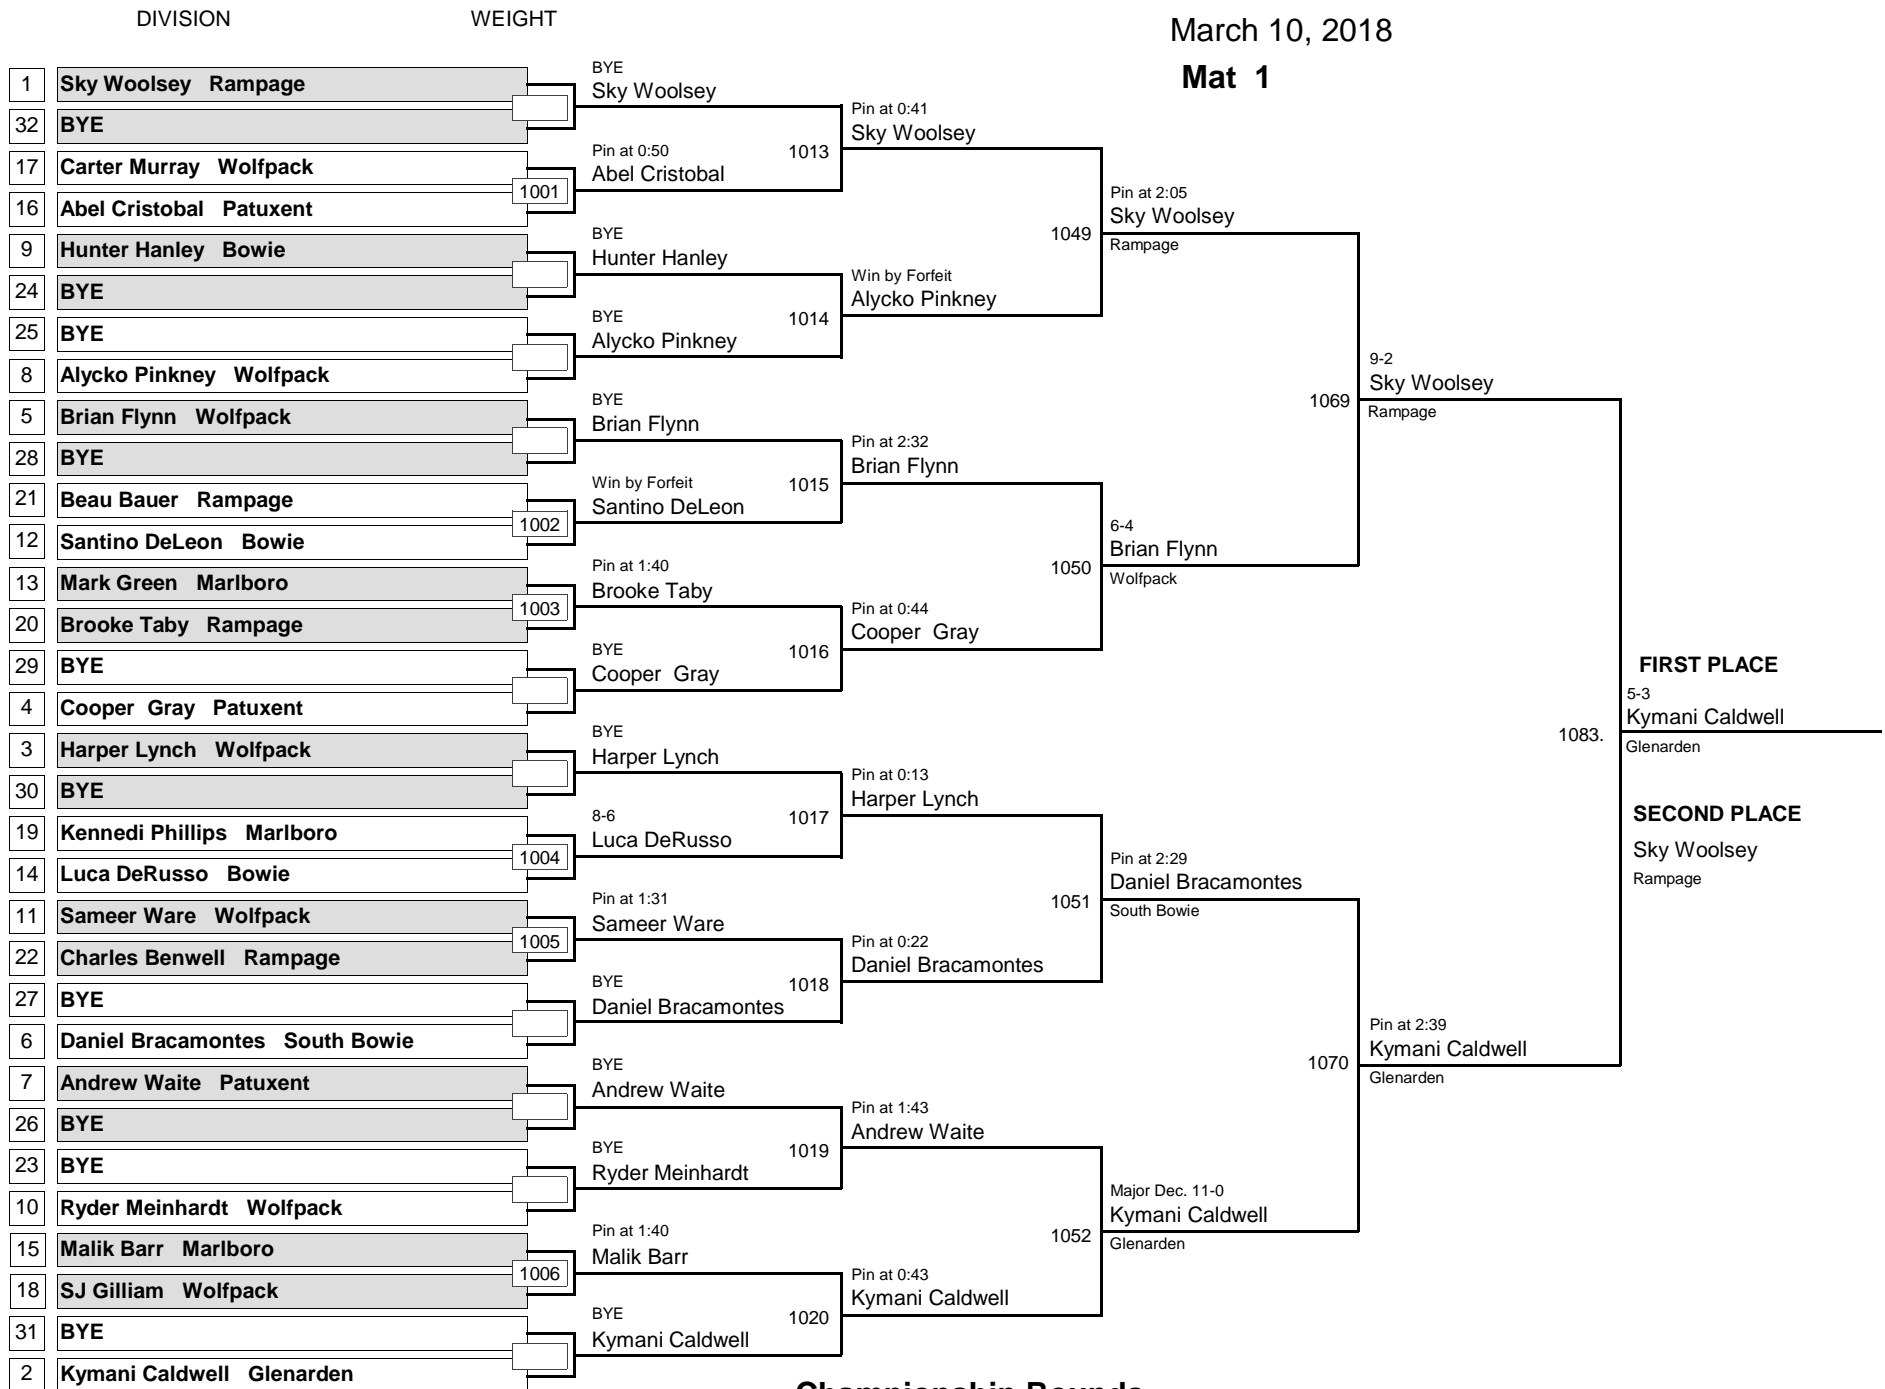 DIVISION WEIGHT
March 10, 2018
Mat 1
1 Sky Woolsey Rampage
32 BYE
17 Carter Murray Wolfpack
1001
16 Abel Cristobal Patuxent
9 Hunter Hanley Bowie
24 BYE
25 BYE
8 Alycko Pinkney Wolfpack
5 Brian Flynn Wolfpack
28 BYE
21 Beau Bauer Rampage
1002
12 Santino DeLeon Bowie
13 Mark Green Marlboro
1003
20 Brooke Taby Rampage
29 BYE
4 Cooper Gray Patuxent
3 Harper Lynch Wolfpack
30 BYE
19 Kennedi Phillips Marlboro
1004
14 Luca DeRusso Bowie
11 Sameer Ware Wolfpack
1005
22 Charles Benwell Rampage
27 BYE
6 Daniel Bracamontes South Bowie
7 Andrew Waite Patuxent
26 BYE
23 BYE
10 Ryder Meinhardt Wolfpack
15 Malik Barr Marlboro
1006
18 SJ Gilliam Wolfpack
31 BYE
2 Kymani Caldwell Glenarden
BYE
Sky Woolsey
Pin at 0:50
Abel Cristobal
1013
BYE
Hunter Hanley
BYE
Alycko Pinkney
1014
BYE
Brian Flynn
Win by Forfeit
Santino DeLeon
1015
Pin at 1:40
Brooke Taby
BYE
Cooper Gray
1016
BYE
Harper Lynch
8-6
Luca DeRusso
1017
Pin at 1:31
Sameer Ware
BYE
Daniel Bracamontes
1018
BYE
Andrew Waite
BYE
Ryder Meinhardt
1019
Pin at 1:40
Malik Barr
BYE
Kymani Caldwell
1020
Pin at 0:41
Sky Woolsey
1049
Win by Forfeit
Alycko Pinkney
Pin at 2:32
Brian Flynn
1050
Pin at 0:44
Cooper Gray
Pin at 0:13
Harper Lynch
1051
Pin at 0:22
Daniel Bracamontes
Pin at 1:43
Andrew Waite
1052
Pin at 0:43
Kymani Caldwell
Pin at 2:05
Sky Woolsey
Rampage
1069
6-4
Brian Flynn
Wolfpack
Pin at 2:29
Daniel Bracamontes
South Bowie
1070
Major Dec. 11-0
Kymani Caldwell
Glenarden
9-2
Sky Woolsey
Rampage
1083.
Pin at 2:39
Kymani Caldwell
Glenarden
FIRST PLACE
5-3
Kymani Caldwell
Glenarden
SECOND PLACE
Sky Woolsey
Rampage
Championship Rounds